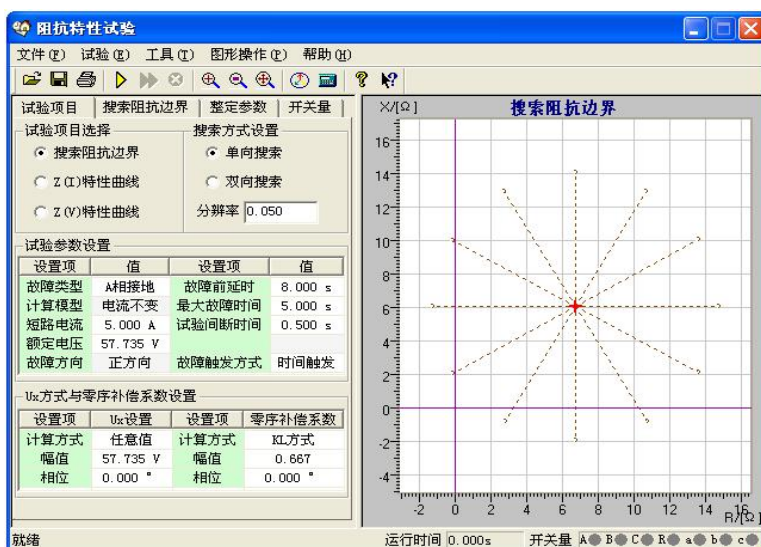 阻抗特性试验
文件(F) 试验(E) 工具(T) 图形操作(P) 帮助(H)
试验项目 搜索阻抗边界 整定参数 开关量
试验项目选择 搜索方式设置
搜索阻抗边界 单向搜索
Z(I)特性曲线 双向搜索
Z(V)特性曲线 分辨率 0.050
试验参数设置
设置项 值 设置项 值
故障类型 A相接地 故障前延时 8.000 s
计算模型 电流不变 最大故障时间 5.000 s
短路电流 5.000 A 试验间断时间 0.500 s
额定电压 57.735 V
故障方向 正方向 故障触发方式 时间触发
Ux方式与零序补偿系数设置
设置项 Ux设置 设置项 零序补偿系数
计算方式 任意值 计算方式 KL方式
幅值 57.735 V 幅值 0.667
相位 0.000 ° 相位 0.000 °
X/[Ω] 搜索阻抗边界
16
14
12
10
8
6
4
2
0
-2
-4
-2 0 2 4 6 8 10 12 14 16
R/[Ω]
就绪 运行时间 0.000s 开关量 A B C R a b c